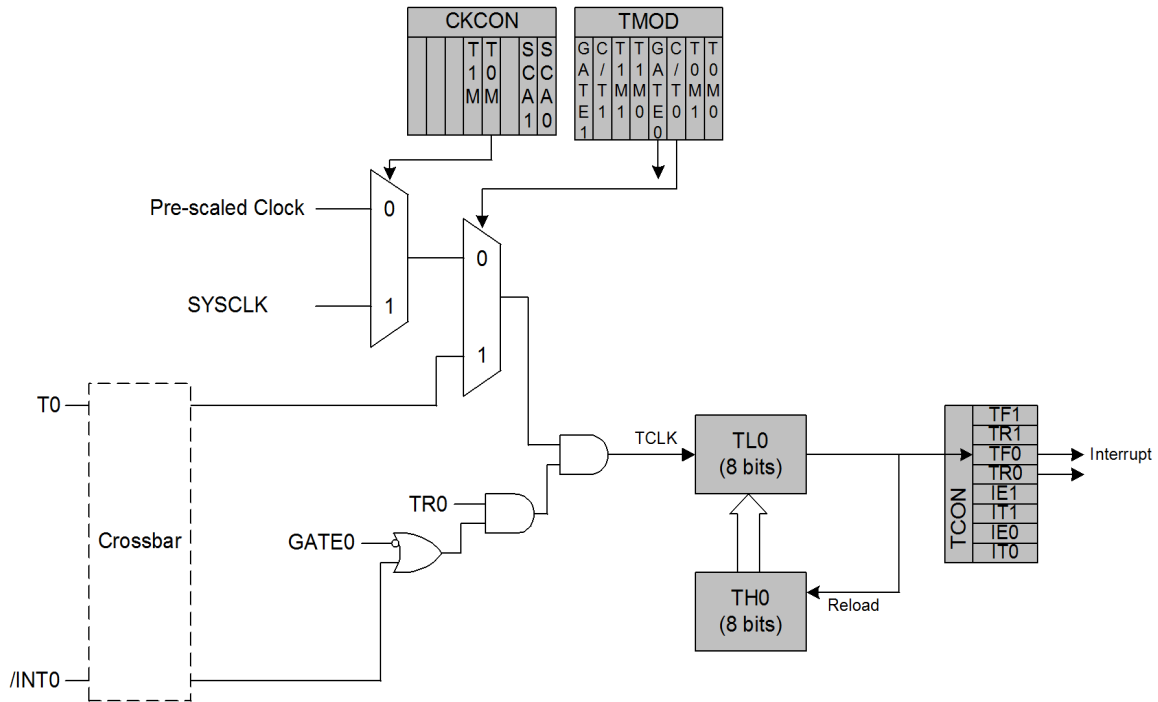 CKCON
T1M
T0M
SCA1
SCA0
TMOD
GATE1
C/T1
T1M1
T1M0
GATE0
C/T0
T0M1
T0M0
Pre-scaled Clock
0
SYSCLK
1
0
1
T0
Crossbar
/INT0
TR0
GATE0
TCLK
TL0
(8 bits)
TH0
(8 bits)
Reload
TCON
TF1
TR1
TF0
TR0
IE1
IT1
IE0
IT0
Interrupt